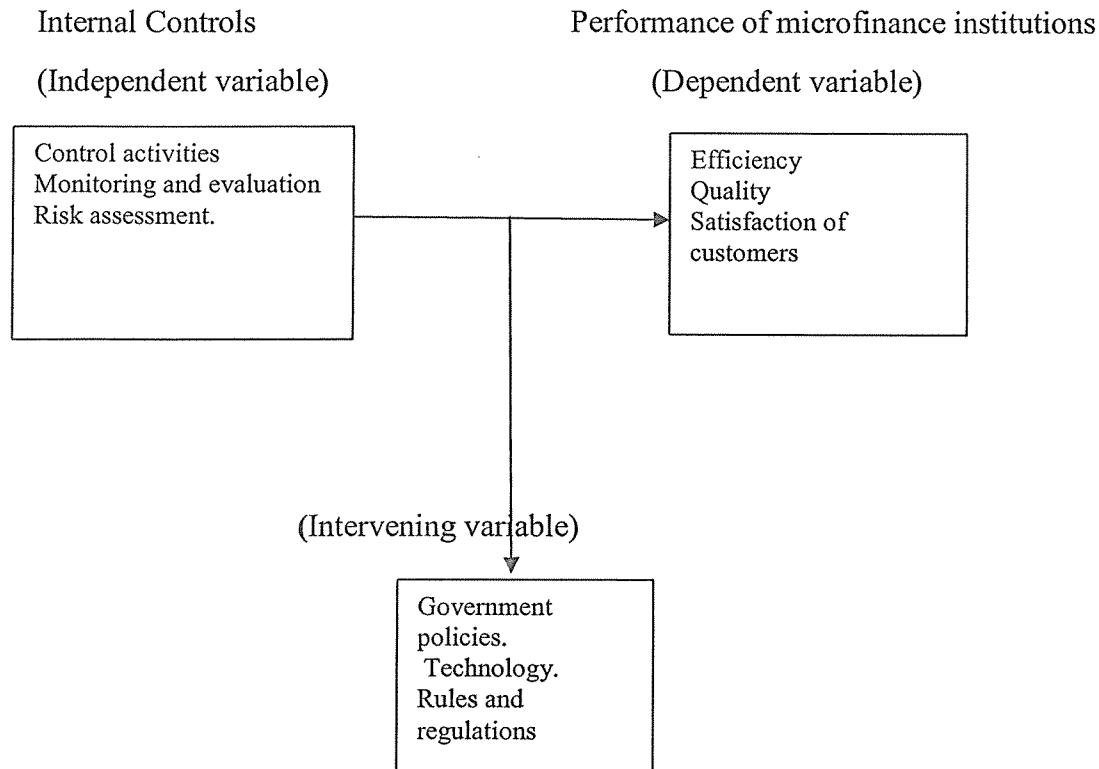 Internal Controls
Performance of microfinance institutions
(Independent variable)
(Dependent variable)
Control activities
Monitoring and evaluation
Risk assessment.
Efficiency
Quality
Satisfaction of
customers
(Intervening variable)
Government
policies.
Technology.
Rules and
regulations